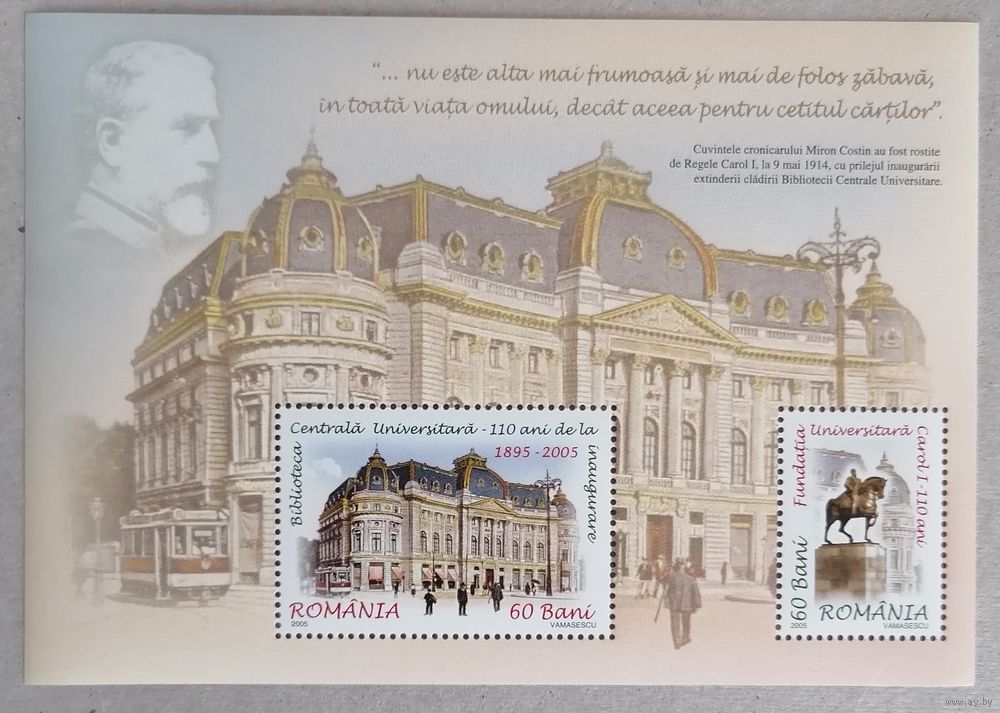 “... nu este alta mai frumoasă și mai de folos zăbavă,
în toată viața omului, decât aceea pentru cetitul cărților”.
Cuvintele cronicarului Miron Costin au fost rostite
de Regele Carol I, la 9 mai 1914, cu prilejul inaugurării
extinderii clădirii Bibliotecii Centrale Universitare.
Biblioteca
Centrală Universitară - 110 ani de la
inaugurare
1895 - 2005
ROMÂNIA
60 Bani
2005
VAMASESCU
Fundația
Universitară
Carol I - 110 ani
60 Bani
ROMÂNIA
2005
VAMASESCU
www.ay.by